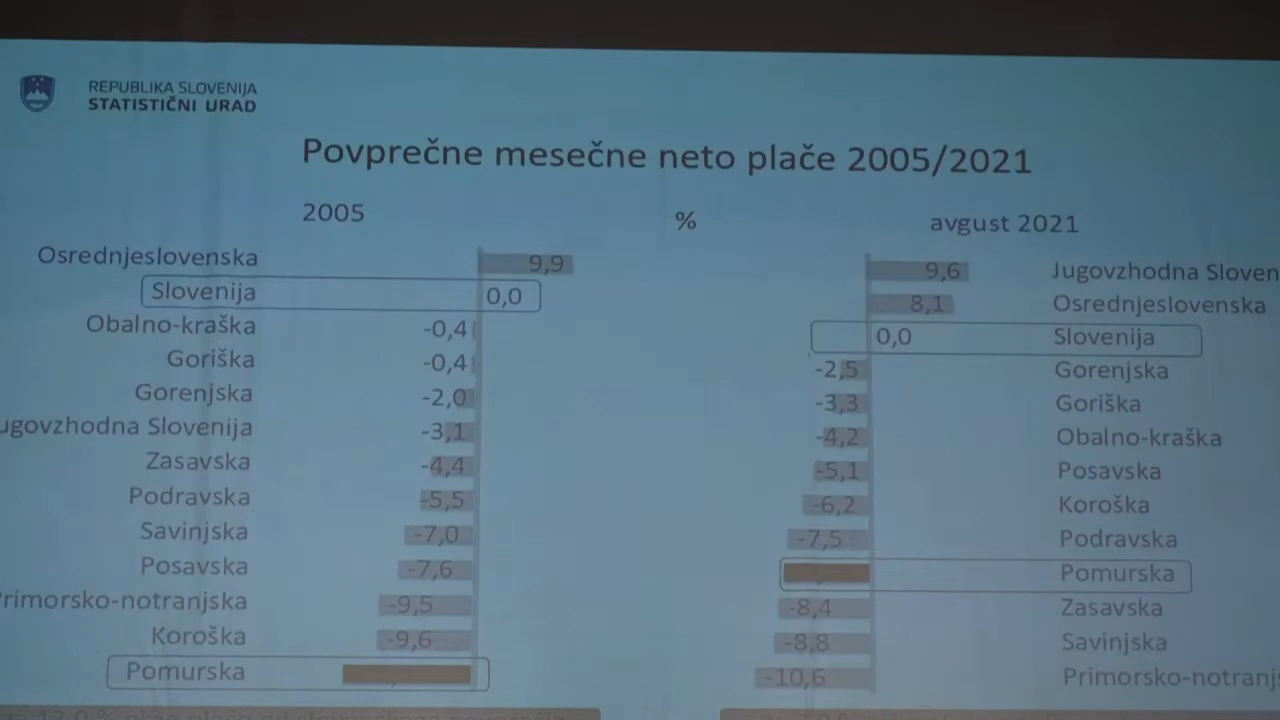 REPUBLIKA SLOVENIJA
STATISTIČNI URAD
Povprečne mesečne neto plače 2005/2021
2005
%
avgust 2021
Osrednjeslovenska 9,9
Slovenija 0,0
Obalno-kraška -0,4
Goriška -0,4
Gorenjska -2,0
ugovzhodna Slovenija -3,1
Zasavska -4,4
Podravska -5,5
Savinjska -7,0
Posavska -7,6
rimorsko-notranjska -9,5
Koroška -9,6
Pomurska
9,6 Jugovzhodna Sloven
8,1 Osrednjeslovenska
0,0 Slovenija
-2,5 Gorenjska
-3,3 Goriška
-4,2 Obalno-kraška
-5,1 Posavska
-6,2 Koroška
-7,5 Podravska
Pomurska
-8,4 Zasavska
-8,8 Savinjska
-10,6 Primorsko-notranjs